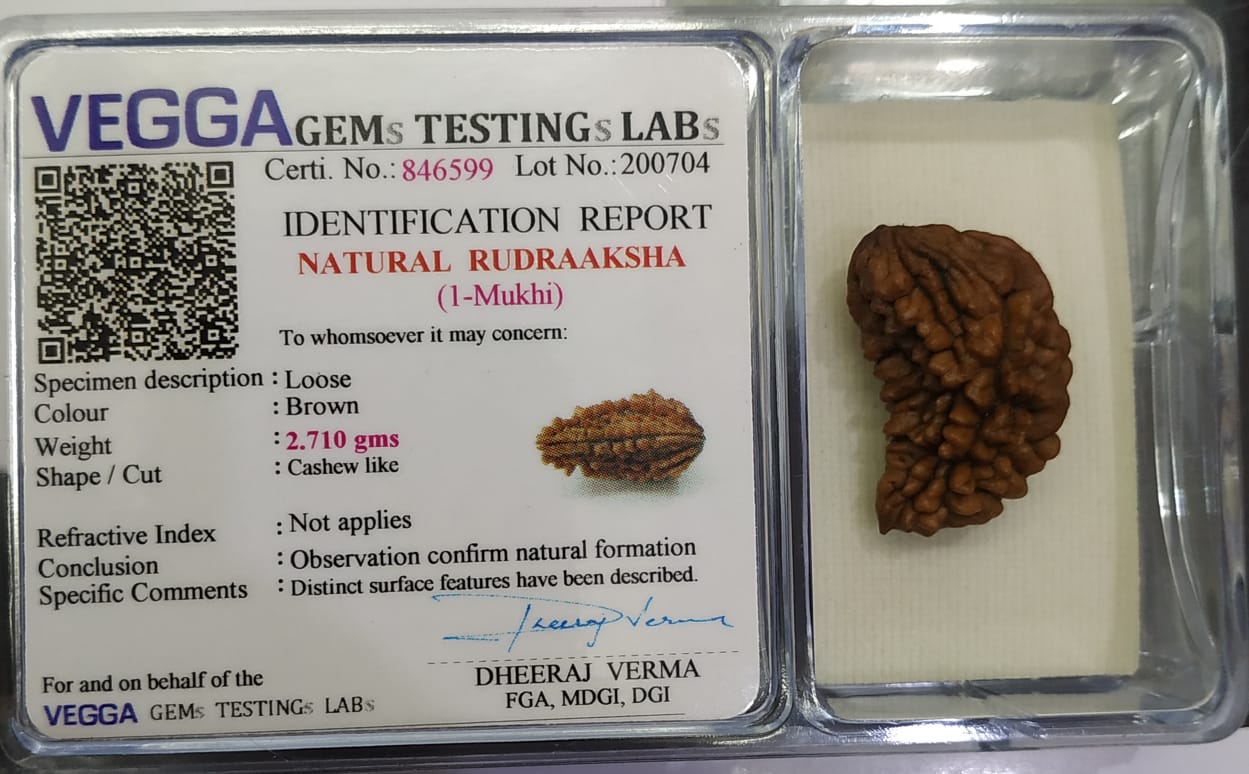 VEGGA GEMs TESTINGs LABs
Certi. No.: 846599 Lot No.:200704
IDENTIFICATION REPORT
NATURAL RUDRAAKSHA
(1-Mukhi)
To whomsoever it may concern:
Specimen description : Loose
Colour : Brown
Weight : 2.710 gms
Shape / Cut : Cashew like
Refractive Index : Not applies
Conclusion : Observation confirm natural formation
Specific Comments : Distinct surface features have been described.
Dheeraj Verma
DHEERAJ VERMA
FGA, MDGI, DGI
For and on behalf of the
VEGGA GEMs TESTINGs LABs